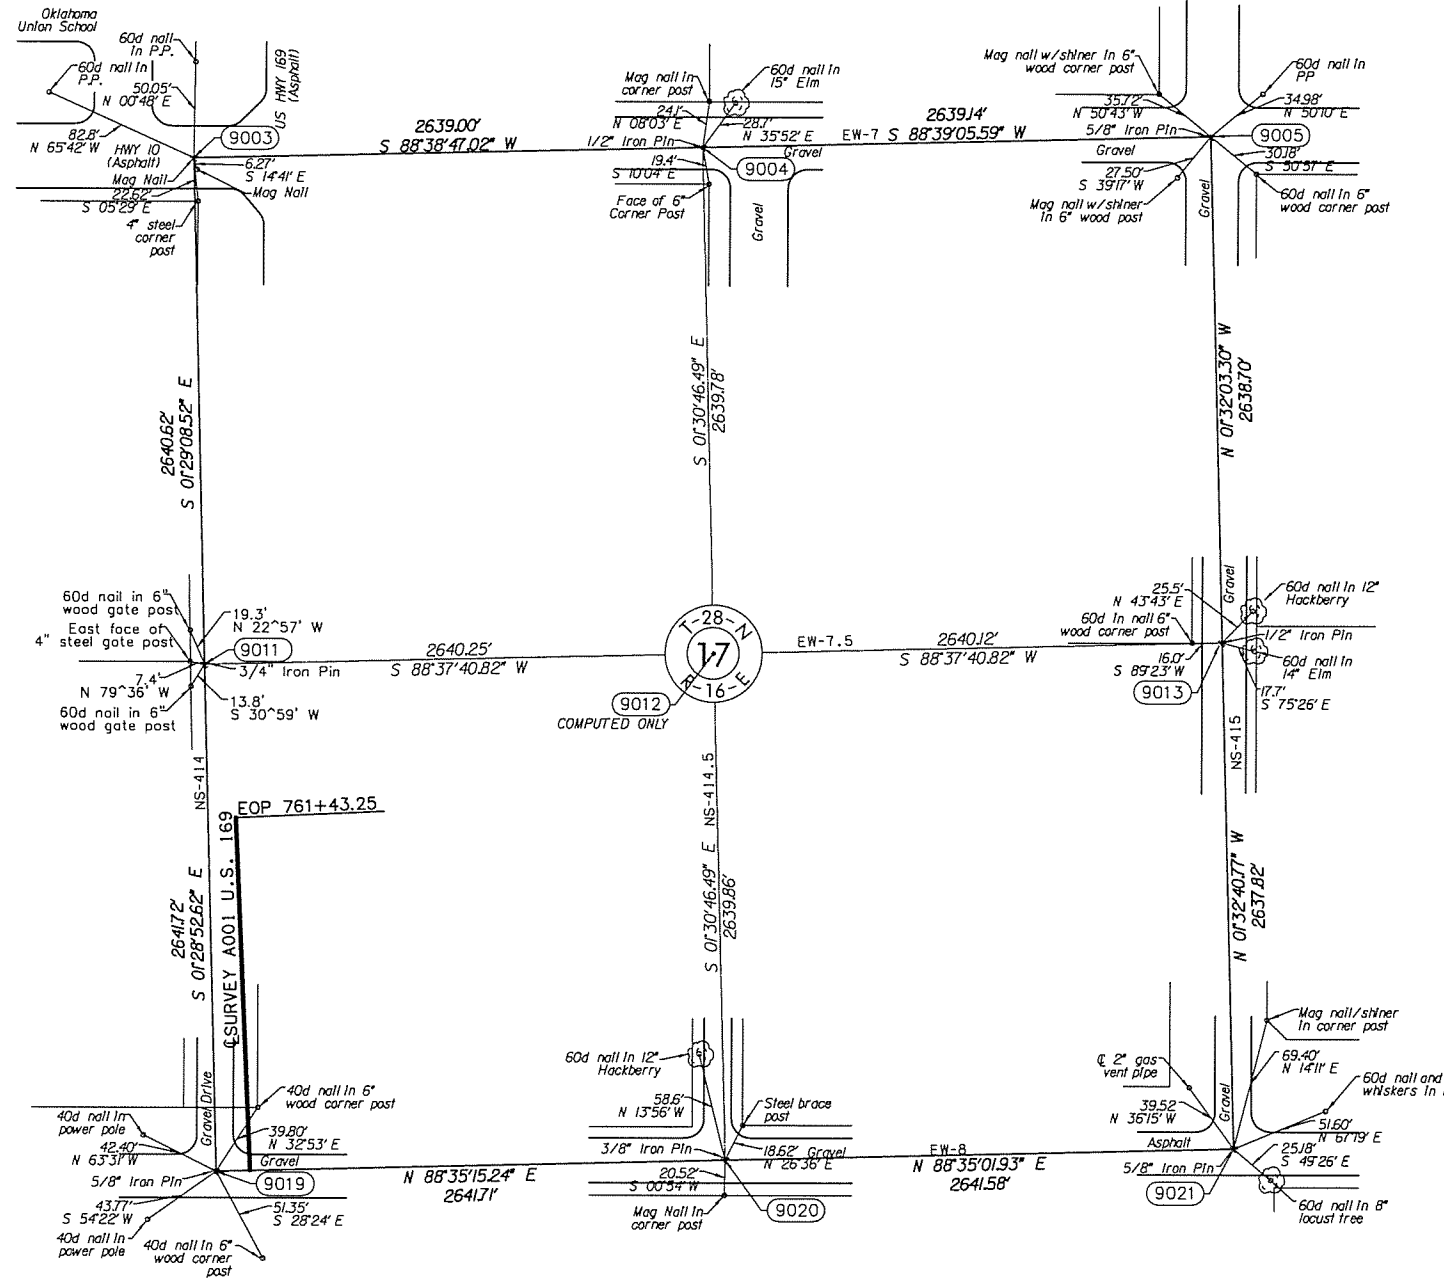 Oklahoma
Union School
60d nail
in P.P.
60d nail in
P.P.
50.05'
N 00°48' E
US HWY 169
(Asphalt)
9003
82.8'
N 65°42' W
HWY 10
(Asphalt)
Mag Nail
6.27'
S 14°41' E
Mag Nail
22.62'
S 05°29' E
4" steel
corner
post
2639.00'
S 88°38'47.02" W
Mag nail in
corner post
60d nail in
15" Elm
24.1'
N 08°03' E
28.7'
N 35°52' E
1/2" Iron Pin
Gravel
9004
19.4'
S 10°04' E
Face of 6"
Corner Post
Gravel
2639.14'
EW-7 S 88°39'05.59" W
Mag nail w/shiner in 6"
wood corner post
60d nail in
PP
35.72'
N 50°43' W
34.98'
N 50°10' E
5/8" Iron Pin
9005
Gravel
30.18'
S 50°57' E
27.50'
S 39°17' W
Mag nail w/shiner
in 6" wood post
Gravel
60d nail in 6"
wood corner post
2640.62'
S 01°29'08.52" E
S 01°30'46.49" E
2639.78'
N 01°32'03.30" W
2638.70'
60d nail in 6"
wood gate post
19.3'
N 22^57' W
East face of
4" steel gate post
9011
3/4" Iron Pin
7.4'
N 79^36' W
13.8'
S 30^59' W
60d nail in 6"
wood gate post
2640.25'
S 88°37'40.82" W
T-28-N
17
R-16-E
9012
COMPUTED ONLY
EW-7.5
2640.12'
S 88°37'40.82" W
25.5'
N 43°43' E
Gravel
60d nail in 12"
Hackberry
60d in nail 6"
wood corner post
1/2" Iron Pin
16.0'
S 89°23' W
60d nail in
14" Elm
9013
17.7'
S 75°26' E
NS-414
NS-414.5
NS-415
EOP 761+43.25
℄SURVEY A001 U.S. 169
2641.72'
S 01°28'52.62" E
S 01°30'46.49" E
2639.86'
N 01°32'40.77" W
2637.82'
40d nail in 6"
wood corner post
40d nail in
power pole
Gravel Drive
42.40'
N 63°31' W
39.80'
N 32°53' E
Gravel
5/8" Iron Pin
9019
43.77'
S 54°22' W
51.35'
S 28°24' E
40d nail in
power pole
40d nail in 6"
wood corner
post
N 88°35'15.24" E
2641.71'
60d nail in 12"
Hackberry
58.6'
N 13°56' W
Steel brace
post
3/8" Iron Pin
18.62'
Gravel
N 26°36' E
20.52'
S 00°54' W
Mag Nail in
corner post
9020
EW-8
N 88°35'01.93" E
2641.58'
℄ 2" gas
vent pipe
Mag nail/shiner
in corner post
69.40'
N 14°11' E
60d nail and
whiskers in
39.52
N 36°15' W
Gravel
51.60'
N 67°19' E
Asphalt
5/8" Iron Pin
25.18'
S 49°26' E
9021
60d nail in 8"
locust tree